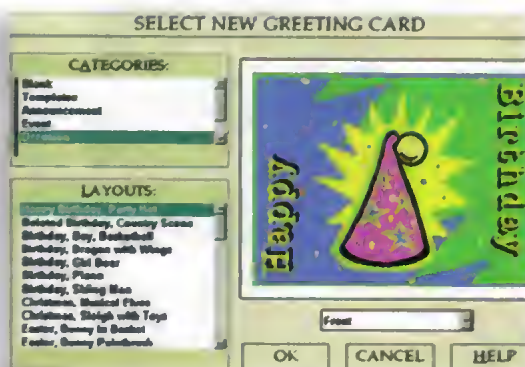 SELECT NEW GREETING CARD
CATEGORIES:
Blank
Templates
Announcement
Event
Occasion
LAYOUTS:
Happy Birthday, Party Hat
Belated Birthday, Country Scene
Birthday, Boy, Basketball
Birthday, Dragon with Wings
Birthday, Girl Bear
Birthday, Piano
Birthday, Skiing Man
Christmas, Musical Elves
Christmas, Sleigh with Toys
Easter, Bunny in Basket
Easter, Bunny Paintbrush
Happy
Birthday
Front
OK
CANCEL
HELP